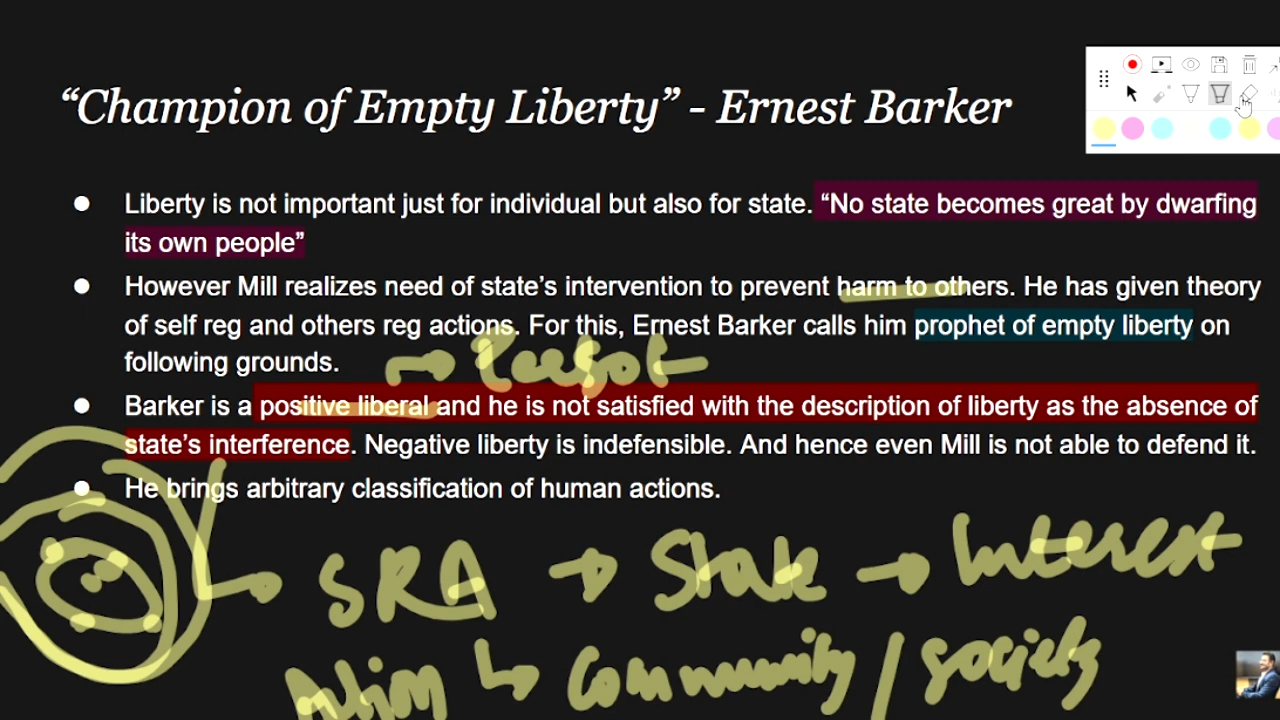 “Champion of Empty Liberty” - Ernest Barker
● Liberty is not important just for individual but also for state. “No state becomes great by dwarfing
its own people”
● However Mill realizes need of state’s intervention to prevent harm to others. He has given theory
of self reg and others reg actions. For this, Ernest Barker calls him prophet of empty liberty on
following grounds.
● Barker is a positive liberal and he is not satisfied with the description of liberty as the absence of
state’s interference. Negative liberty is indefensible. And hence even Mill is not able to defend it.
● He brings arbitrary classification of human actions.
→ SRA → State → Interest
↳ Community / society